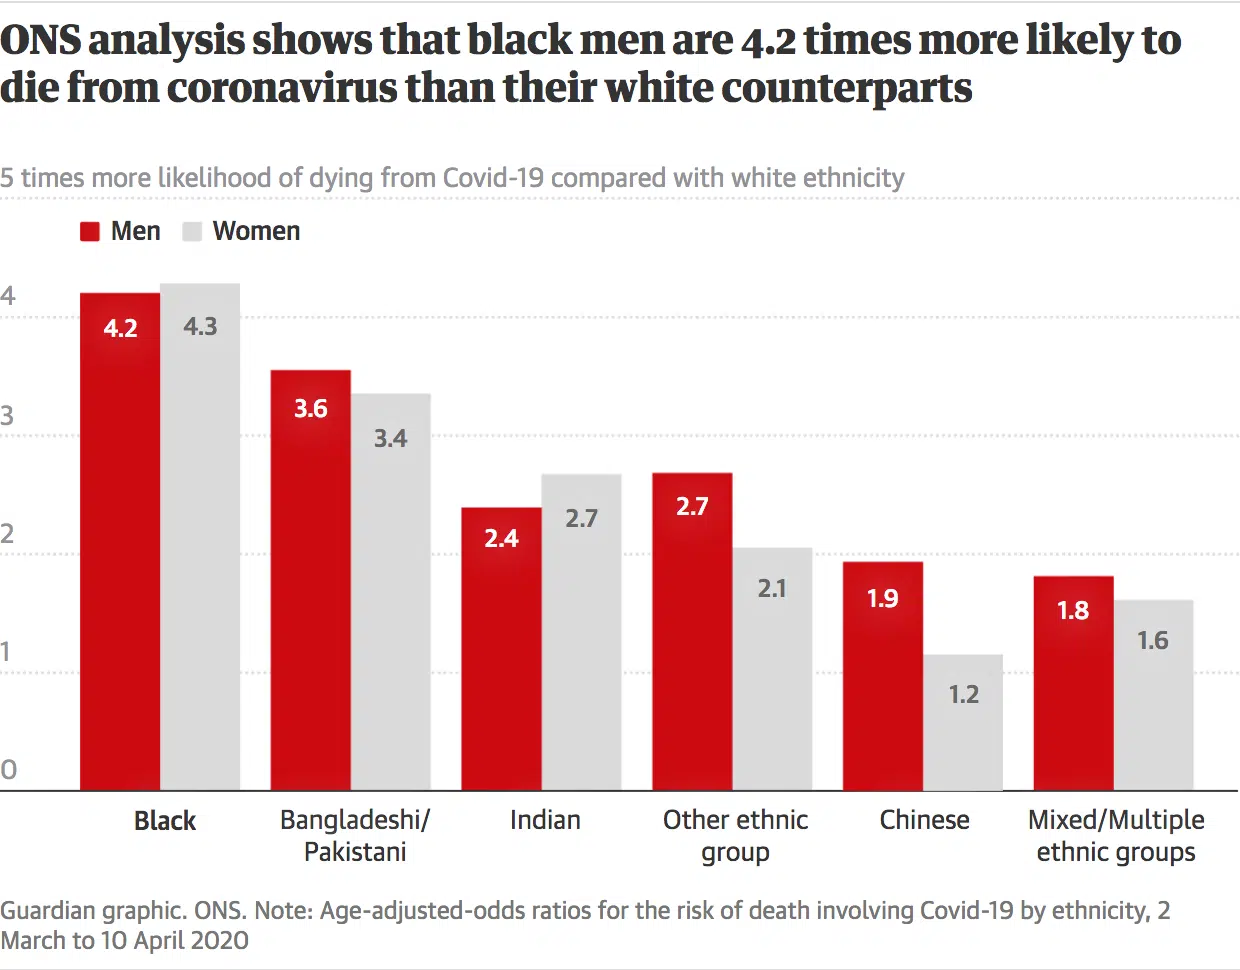 ONS analysis shows that black men are 4.2 times more likely to
die from coronavirus than their white counterparts
5 times more likelihood of dying from Covid-19 compared with white ethnicity
Men Women
4
3
2
1
0
4.2 4.3
3.6 3.4
2.4 2.7
2.7 2.1
1.9 1.2
1.8 1.6
Black
Bangladeshi/
Pakistani
Indian
Other ethnic
group
Chinese
Mixed/Multiple
ethnic groups
Guardian graphic. ONS. Note: Age-adjusted-odds ratios for the risk of death involving Covid-19 by ethnicity, 2
March to 10 April 2020